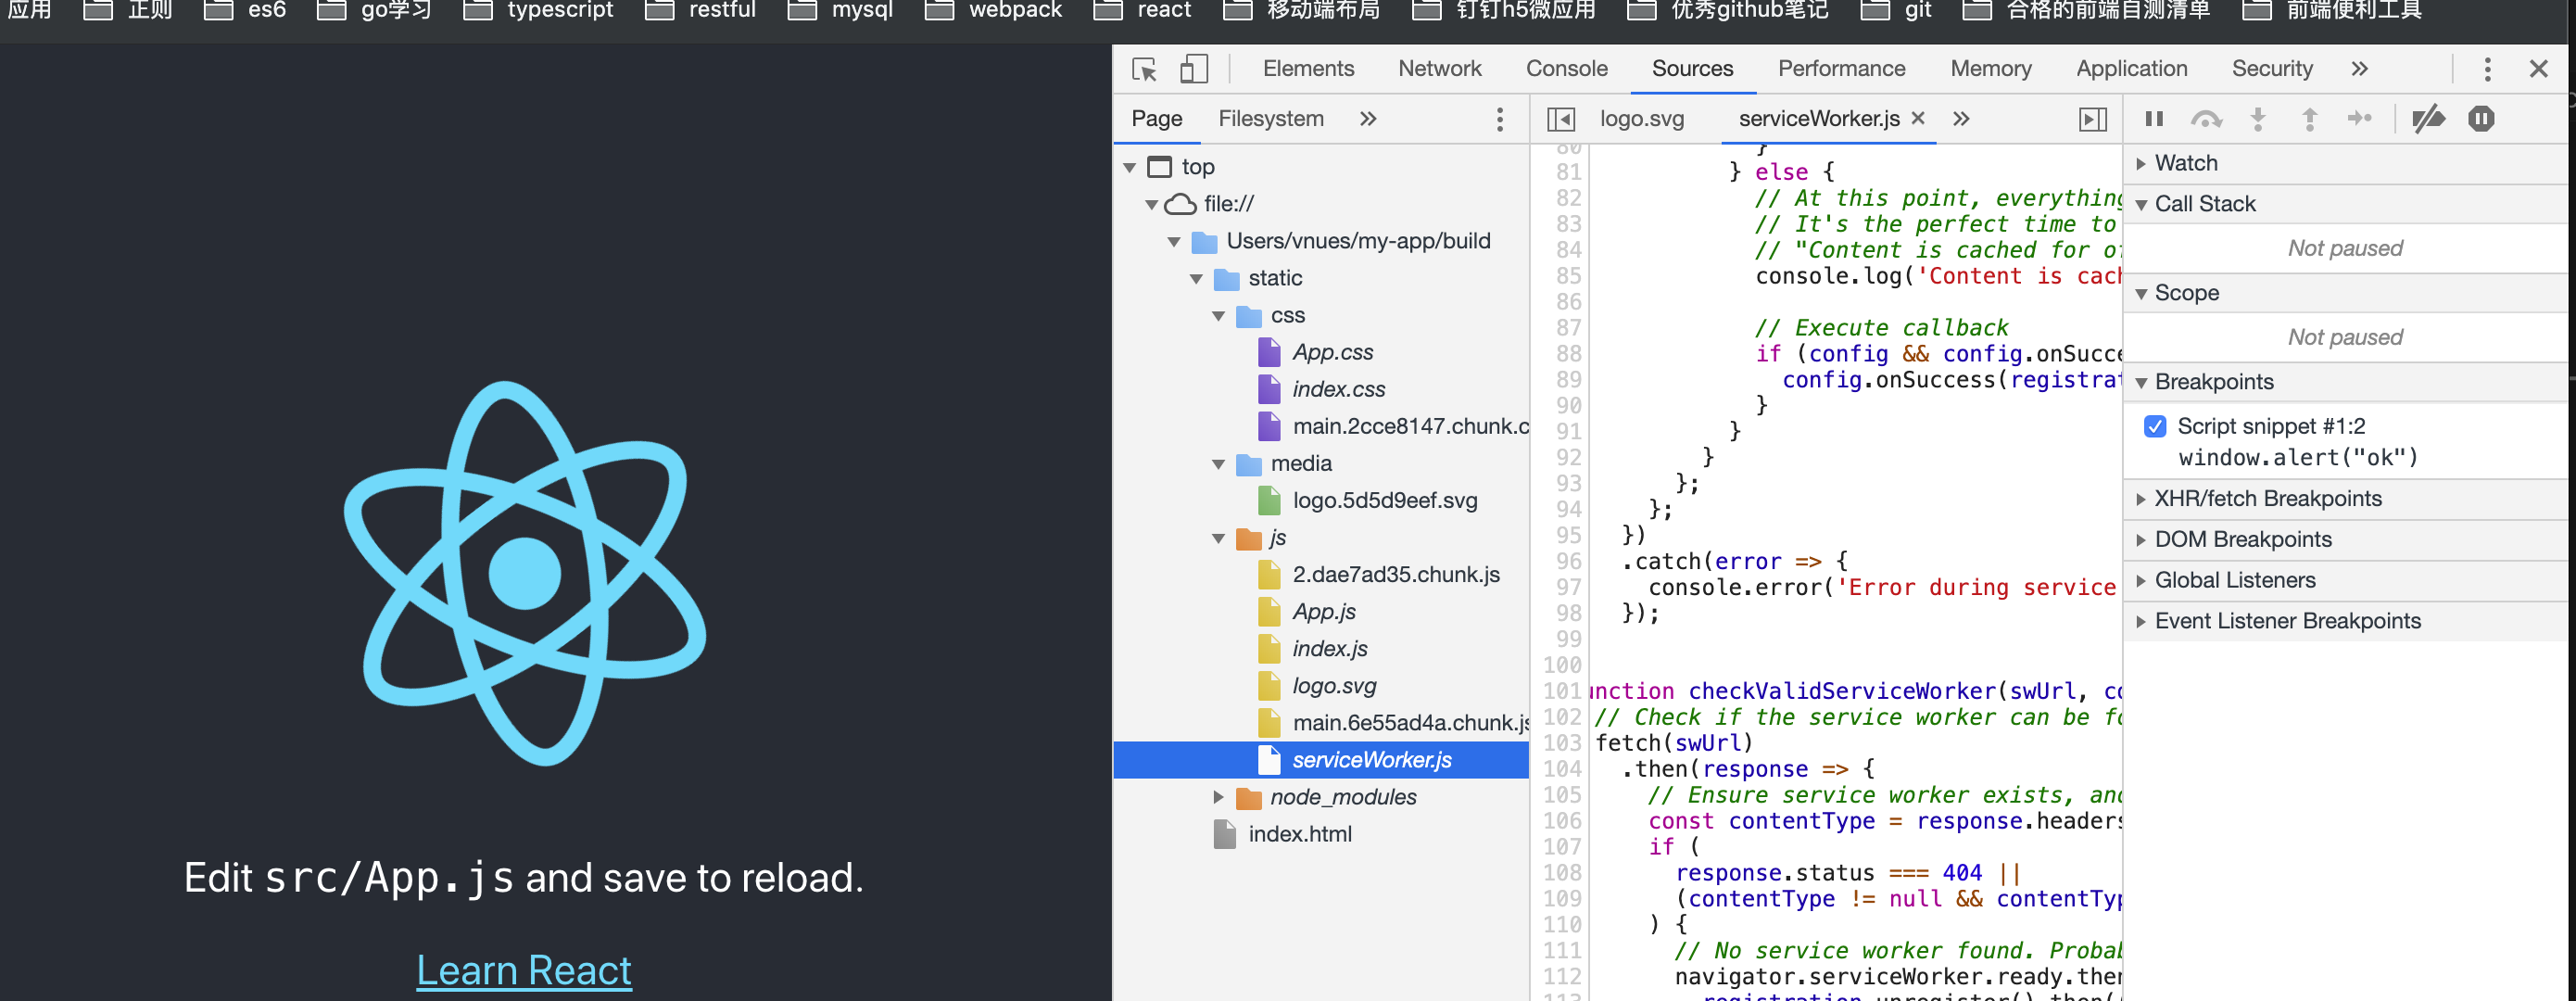 应用 正则 es6 go学习 typescript restful mysql webpack react 移动端布局 钉钉h5微应用 优秀github笔记 git 合格的前端自测清单 前端便利工具
Edit src/App.js and save to reload.
Learn React
Elements Network Console Sources Performance Memory Application Security »
Page Filesystem »
top
file://
Users/vnues/my-app/build
static
css
App.css
index.css
main.2cce8147.chunk.c
media
logo.5d5d9eef.svg
js
2.dae7ad35.chunk.js
App.js
index.js
logo.svg
main.6e55ad4a.chunk.js
serviceWorker.js
node_modules
index.html
logo.svg serviceWorker.js × »
80 }
81 } else {
82 // At this point, everything
83 // It's the perfect time to
84 // "Content is cached for of
85 console.log('Content is cach
86
87 // Execute callback
88 if (config && config.onSucce
89 config.onSuccess(registrat
90 }
91 }
92 }
93 };
94 };
95 })
96 .catch(error => {
97 console.error('Error during service
98 });
99
100
101 unction checkValidServiceWorker(swUrl, co
102 // Check if the service worker can be fo
103 fetch(swUrl)
104 .then(response => {
105 // Ensure service worker exists, and
106 const contentType = response.headers
107 if (
108 response.status === 404 ||
109 (contentType != null && contentTyp
110 ) {
111 // No service worker found. Probab
112 navigator.serviceWorker.ready.then
113 registration.unregister().then((
Watch
Call Stack
Not paused
Scope
Not paused
Breakpoints
Script snippet #1:2
window.alert("ok")
XHR/fetch Breakpoints
DOM Breakpoints
Global Listeners
Event Listener Breakpoints